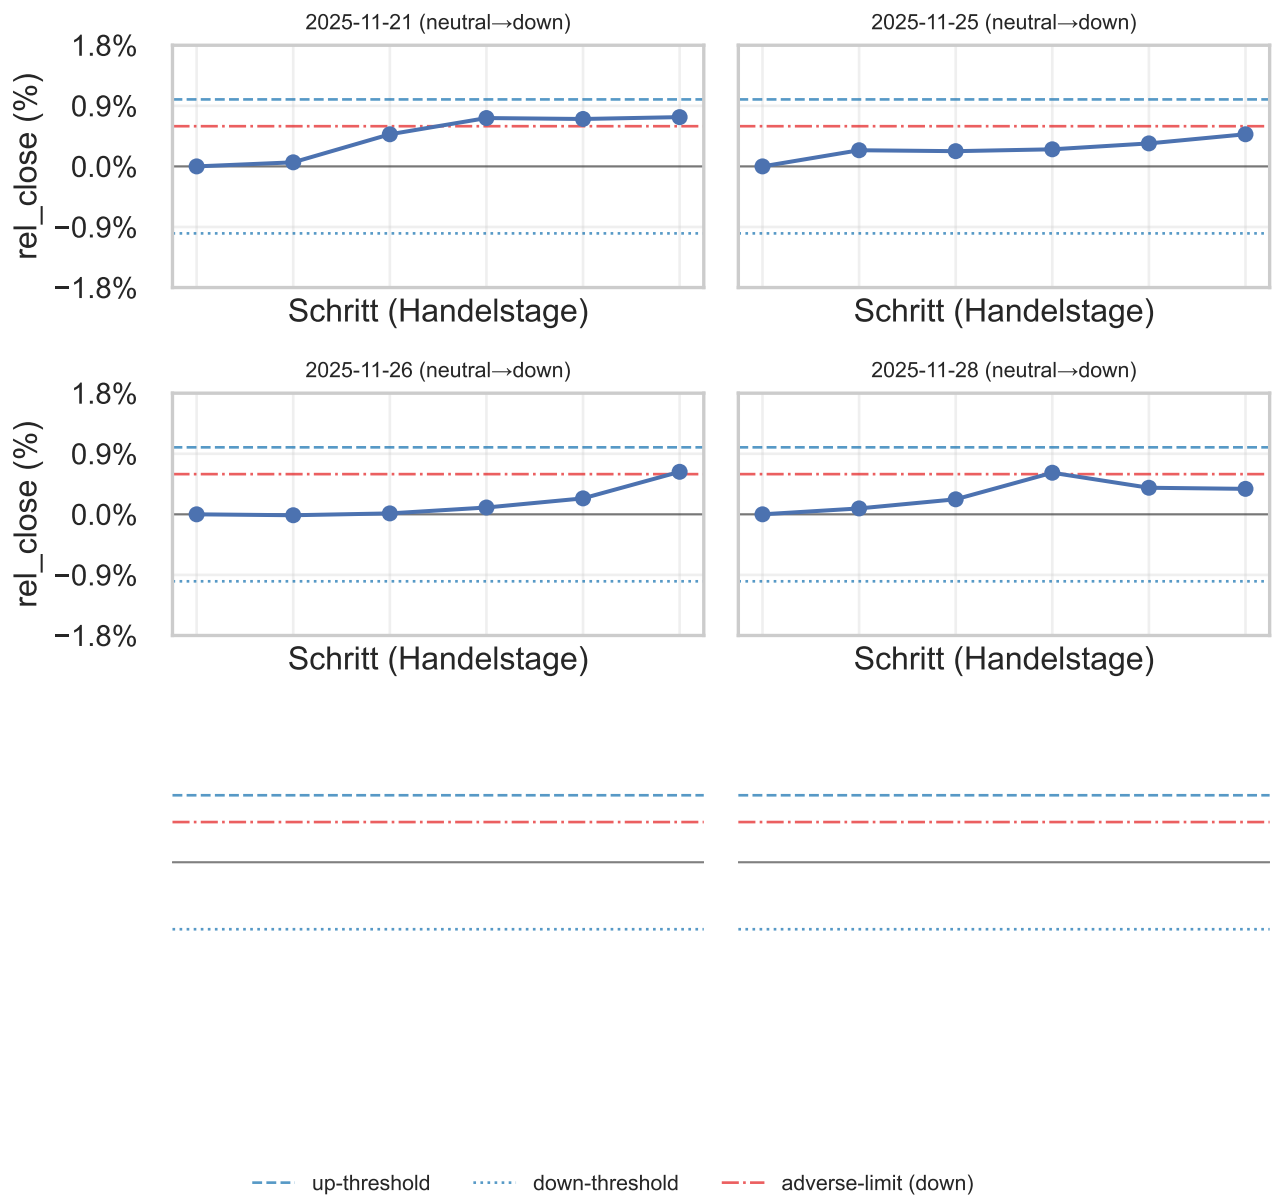 2025-11-21 (neutral→down)
2025-11-25 (neutral→down)
1.8%
0.9%
0.0%
−0.9%
−1.8%
rel_close (%)
Schritt (Handelstage)
Schritt (Handelstage)
2025-11-26 (neutral→down)
2025-11-28 (neutral→down)
1.8%
0.9%
0.0%
−0.9%
−1.8%
rel_close (%)
Schritt (Handelstage)
Schritt (Handelstage)
up-threshold
down-threshold
adverse-limit (down)